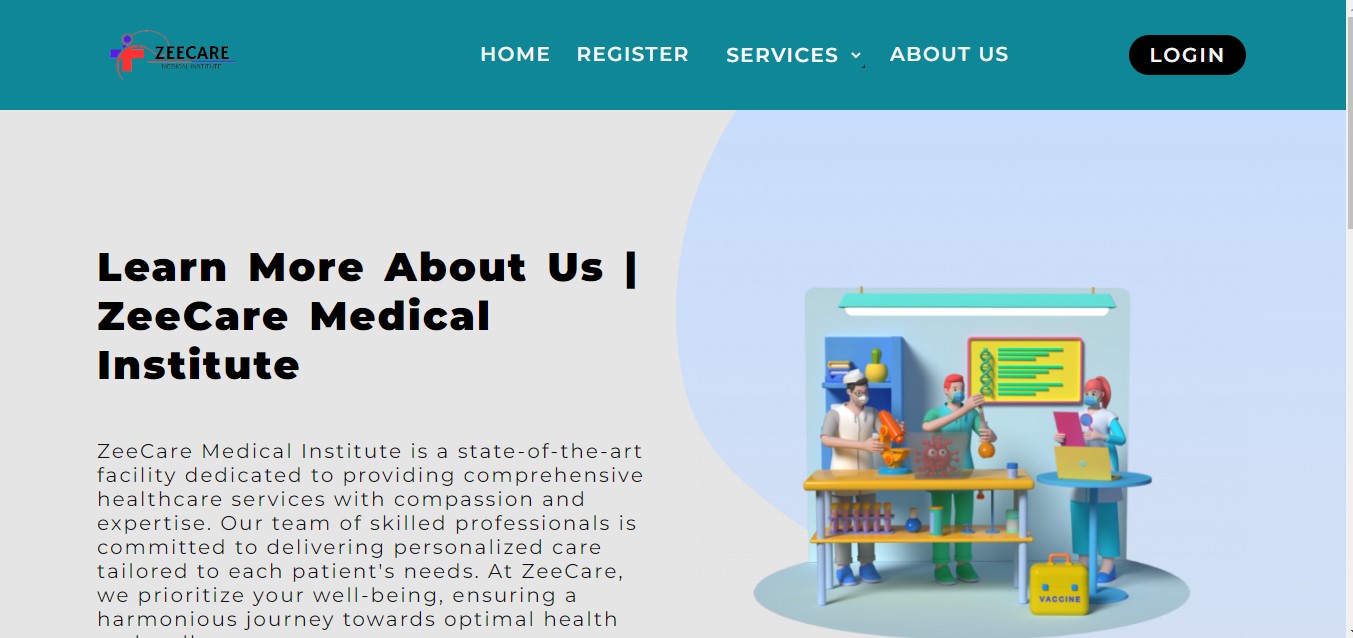 ZEECARE
MEDICAL INSTITUTE
HOME REGISTER SERVICES ABOUT US LOGIN
Learn More About Us |
ZeeCare Medical
Institute
ZeeCare Medical Institute is a state-of-the-art
facility dedicated to providing comprehensive
healthcare services with compassion and
expertise. Our team of skilled professionals is
committed to delivering personalized care
tailored to each patient's needs. At ZeeCare,
we prioritize your well-being, ensuring a
harmonious journey towards optimal health
VACCINE